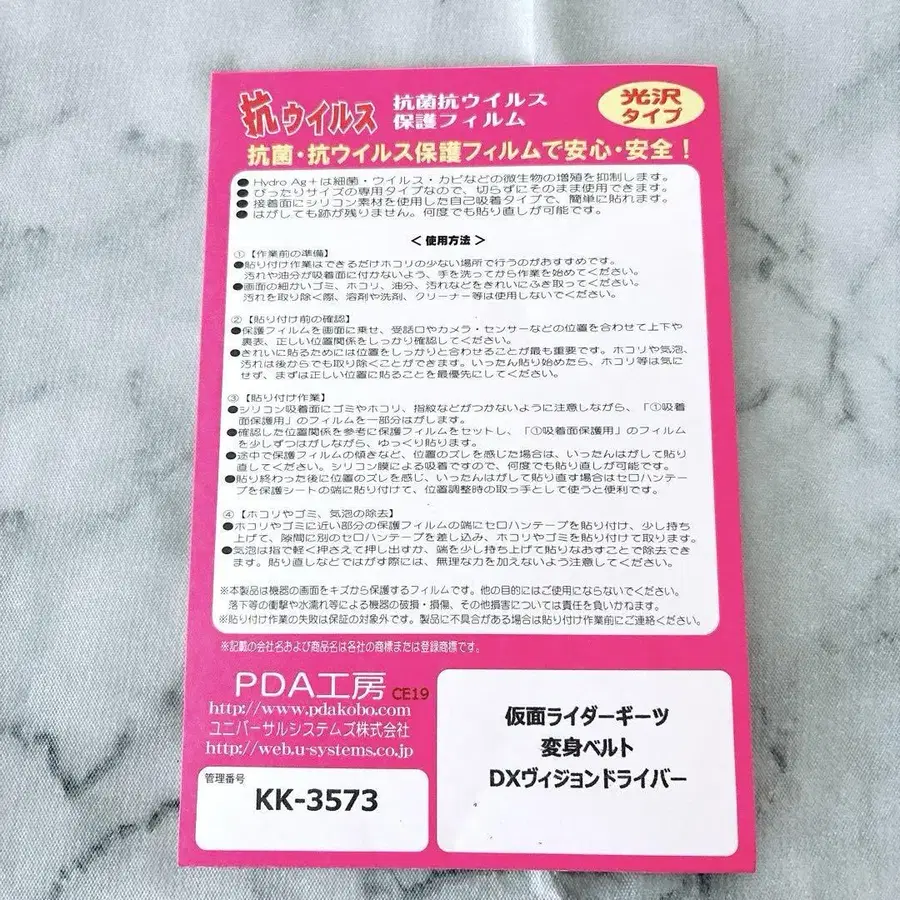 抗ウイルス
抗菌抗ウイルス
保護フィルム
光沢
タイプ
抗菌・抗ウイルス保護フィルムで安心・安全！
●Hydro Ag+は細菌・ウイルス・カビなどの微生物の増殖を抑制します。
●ぴったりサイズの専用タイプなので、切らずにそのまま使用できます。
●接着面にシリコン素材を使用した自己吸着タイプで、簡単に貼れます。
●はがしても跡が残りません。何度でも貼り直しが可能です。
＜使用方法＞
①【作業前の準備】
●貼り付け作業はできるだけホコリの少ない場所で行うのがおすすめです。
汚れや油分が吸着面に付かないよう、手を洗ってから作業を始めてください。
●画面の細かいゴミ、ホコリ、油分、汚れなどをきれいにふき取ってください。
汚れを取り除く際、溶剤や洗剤、クリーナー等は使用しないでください。
②【貼り付け前の確認】
●保護フィルムを画面に乗せ、受話口やカメラ・センサーなどの位置を合わせて上下や
裏表、正しい位置関係をしっかり確認してください。
●きれいに貼るためには位置をしっかりと合わせることが最も重要です。ホコリや気泡、
汚れは後からでも取り除くことができます。いったん貼り始めたら、ホコリ等は気に
せず、まずは正しい位置に貼ることを最優先にしてください。
③【貼り付け作業】
●シリコン吸着面にゴミやホコリ、指紋などがつかないように注意しながら、「①吸着
面保護用」のフィルムを一部分はがします。
●確認した位置関係を参考に保護フィルムをセットし、「①吸着面保護用」のフィルム
を少しずつはがしながら、ゆっくり貼ります。
●途中で保護フィルムの傾きなど、位置のズレを感じた場合は、いったんはがして貼り
直してください。シリコン膜による吸着ですので、何度でも貼り直しが可能です。
●貼り終わった後に位置のズレを感じ、いったんはがして貼り直す場合はセロハンテー
プを保護シートの端に貼り付けて、位置調整時の取っ手として使うと便利です。
④【ホコリやゴミ、気泡の除去】
●ホコリやゴミに近い部分の保護フィルムの端にセロハンテープを貼り付け、少し持ち
上げて、隙間に別のセロハンテープを差し込み、ホコリやゴミを貼り付けて取ります。
●気泡は指で軽く押さえて押し出すか、端を少し持ち上げて貼りなおすことで除去でき
ます。貼り直しなどではがす際には、無理な力を加えないよう注意してください。
※本製品は機器の画面をキズから保護するフィルムです。他の目的にはご使用にならないでください。
落下等の衝撃や水濡れ等による機器の破損・損傷、その他損害については責任を負いかねます。
※貼り付け作業の失敗は保証の対象外です。製品に不具合がある場合は貼り付け作業前にご連絡ください。
※記載の会社名および商品名は各社の商標または登録商標です。
PDA工房 CE19
http://www.pdakobo.com
ユニバーサルシステムズ株式会社
http://web.u-systems.co.jp
管理番号
KK-3573
仮面ライダーギーツ
変身ベルト
DXヴィジョンドライバー